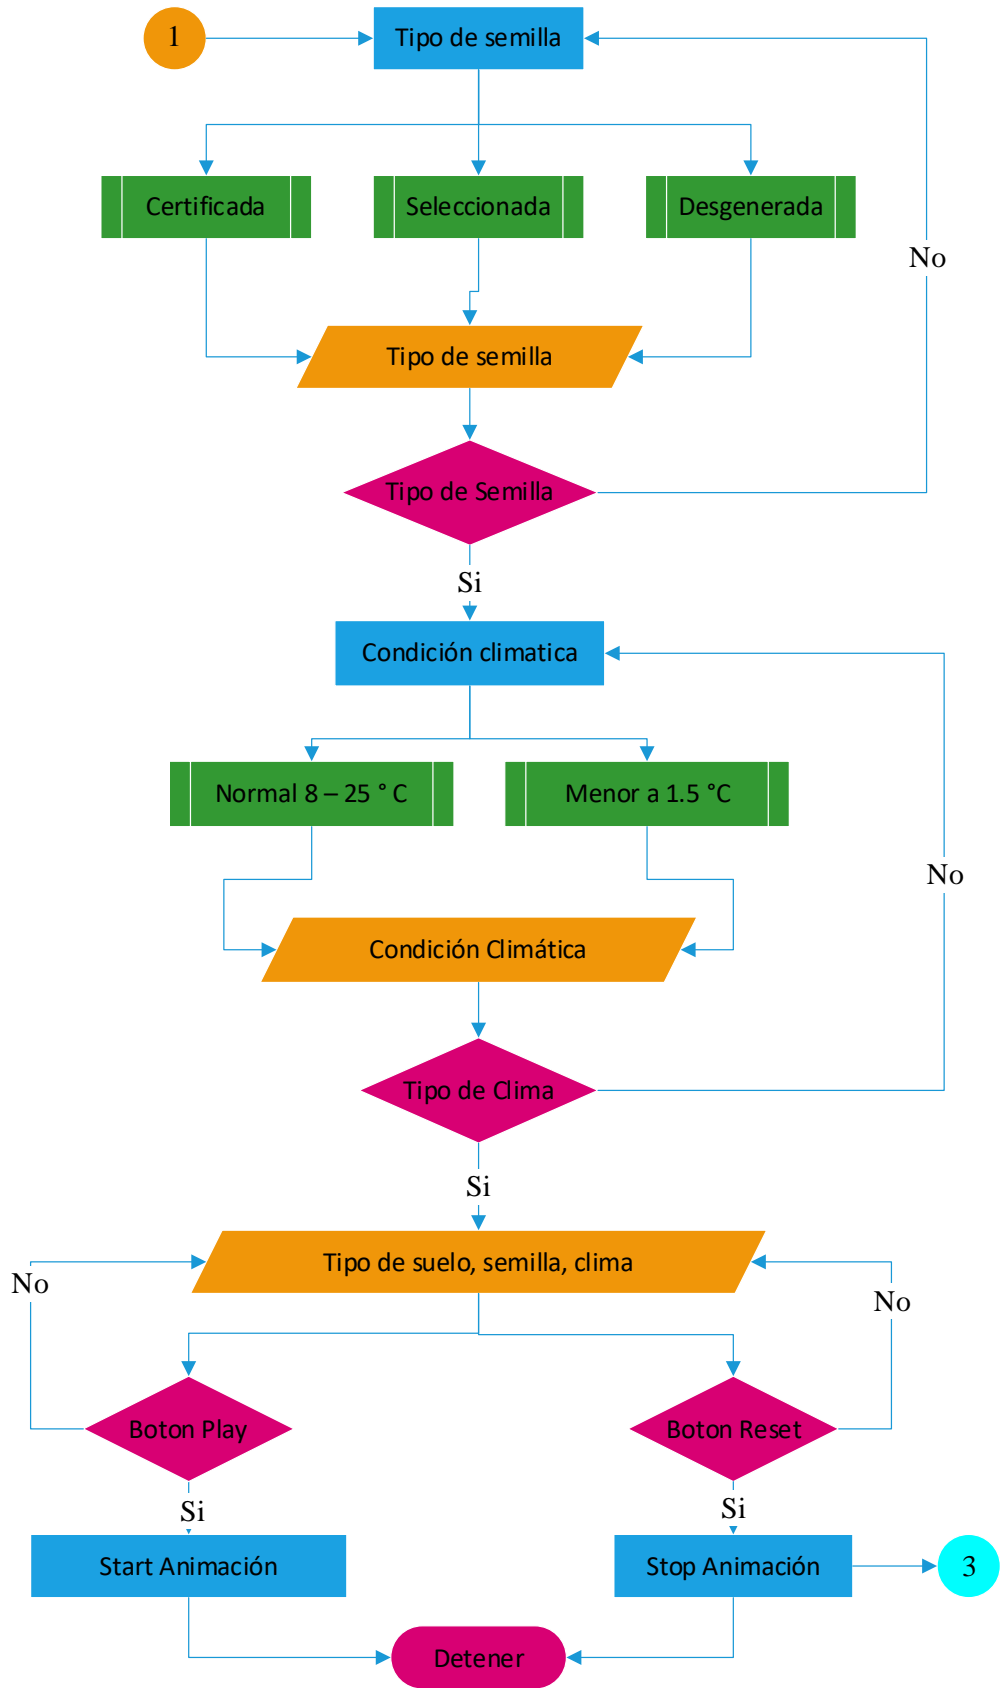 1
Tipo de semilla
Certificada
Seleccionada
Desgenerada
No
Tipo de semilla
Tipo de Semilla
Si
Condición climatica
Normal 8 – 25 ° C
Menor a 1.5 °C
No
Condición Climática
Tipo de Clima
Si
Tipo de suelo, semilla, clima
No
No
Boton Play
Boton Reset
Si
Si
Start Animación
Stop Animación
3
Detener